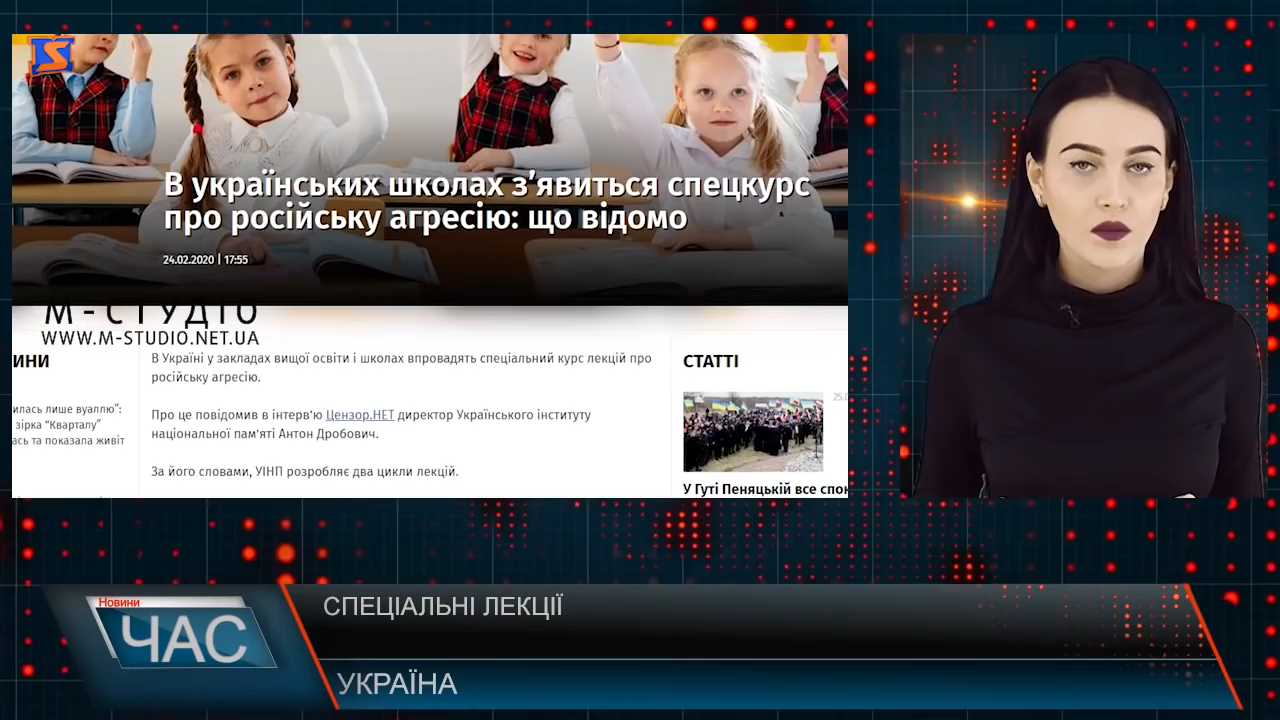 В українських школах з’явиться спецкурс
про російську агресію: що відомо
24.02.2020 | 17:55
М - СТУДІО
WWW.M-STUDIO.NET.UA
ИНИ
В Україні у закладах вищої освіти і школах впровадять спеціальний курс лекцій про
російську агресію.
Про це повідомив в інтерв’ю Цензор.НЕТ директор Українського інституту
національної пам’яті Антон Дробович.
За його словами, УІНП розробляє два цикли лекцій.
илась лише вуаллю”:
зірка “Кварталу”
ась та показала живіт
СТАТТІ
У Гуті Пеняцькій все спок
Новини
ЧАС
СПЕЦІАЛЬНІ ЛЕКЦІЇ
УКРАЇНА